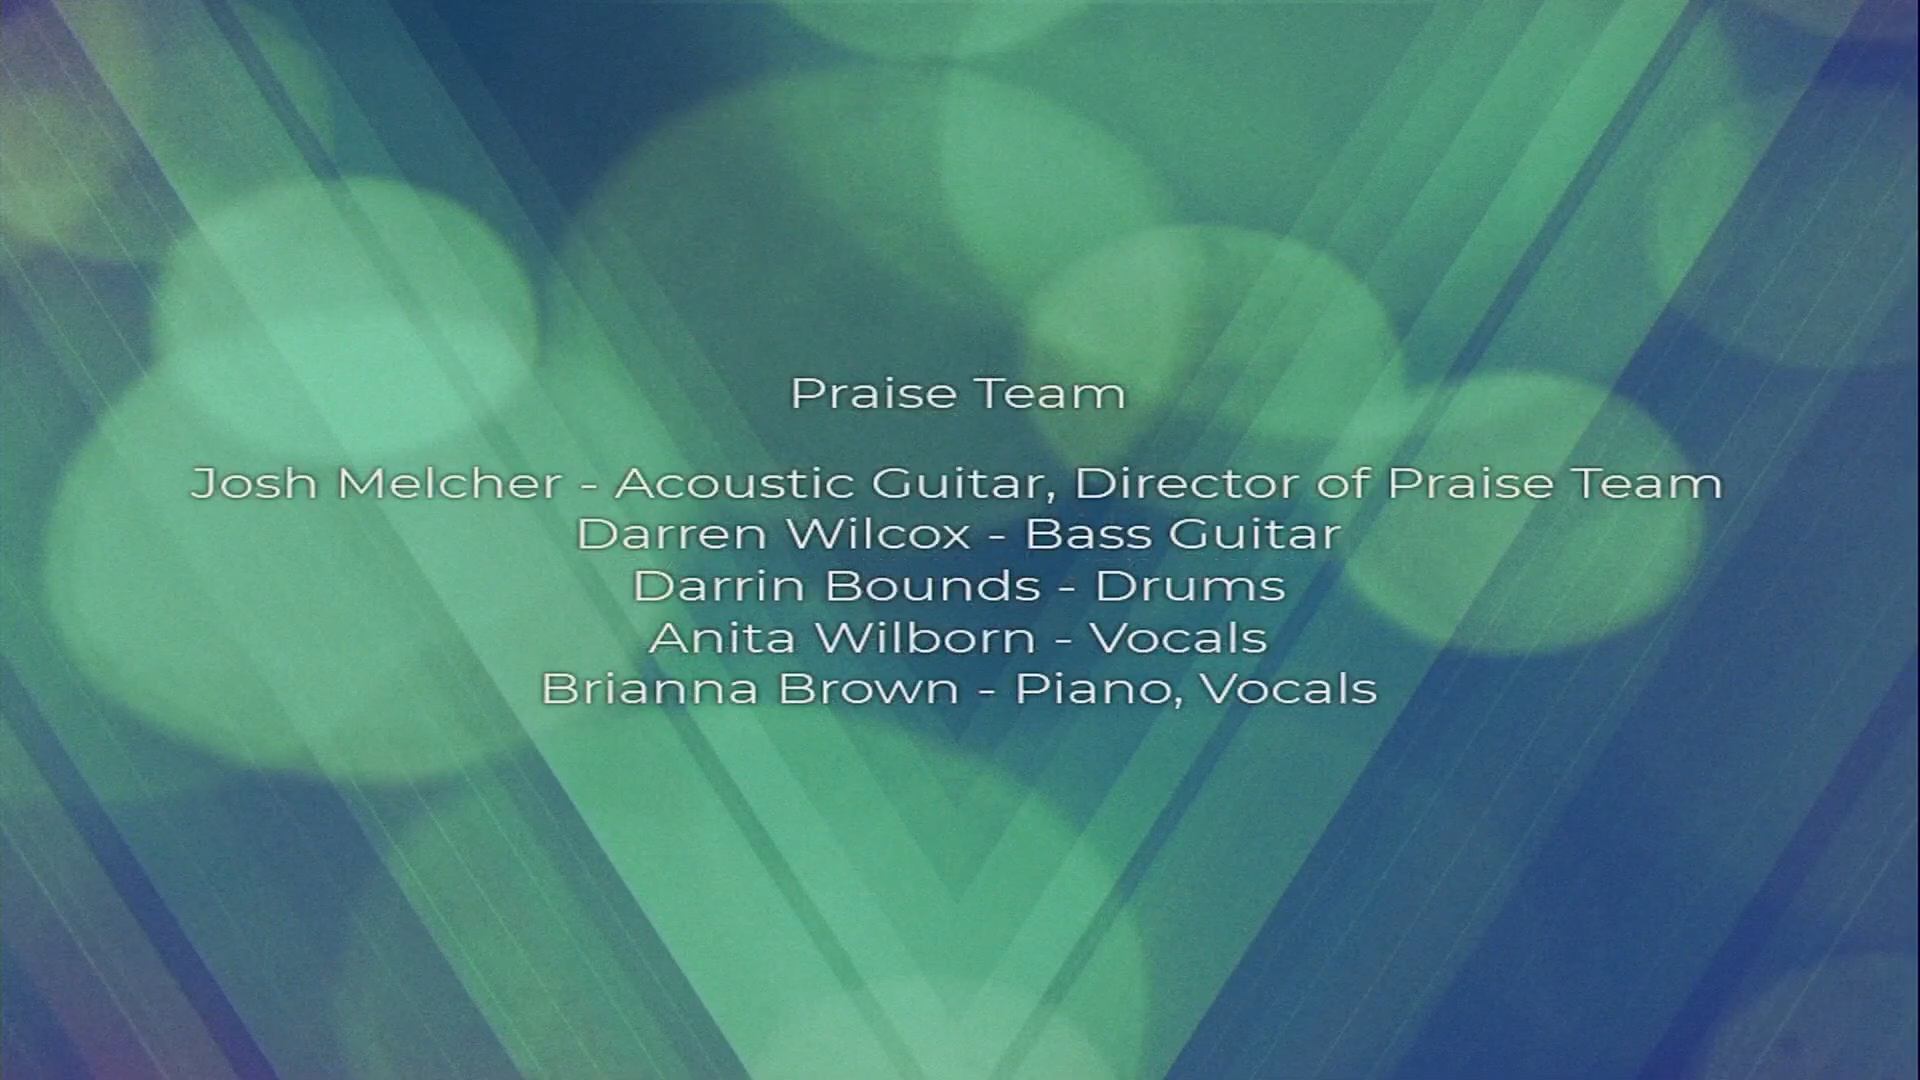 Praise Team
Josh Melcher - Acoustic Guitar, Director of Praise Team
Darren Wilcox - Bass Guitar
Darrin Bounds - Drums
Anita Wilborn - Vocals
Brianna Brown - Piano, Vocals